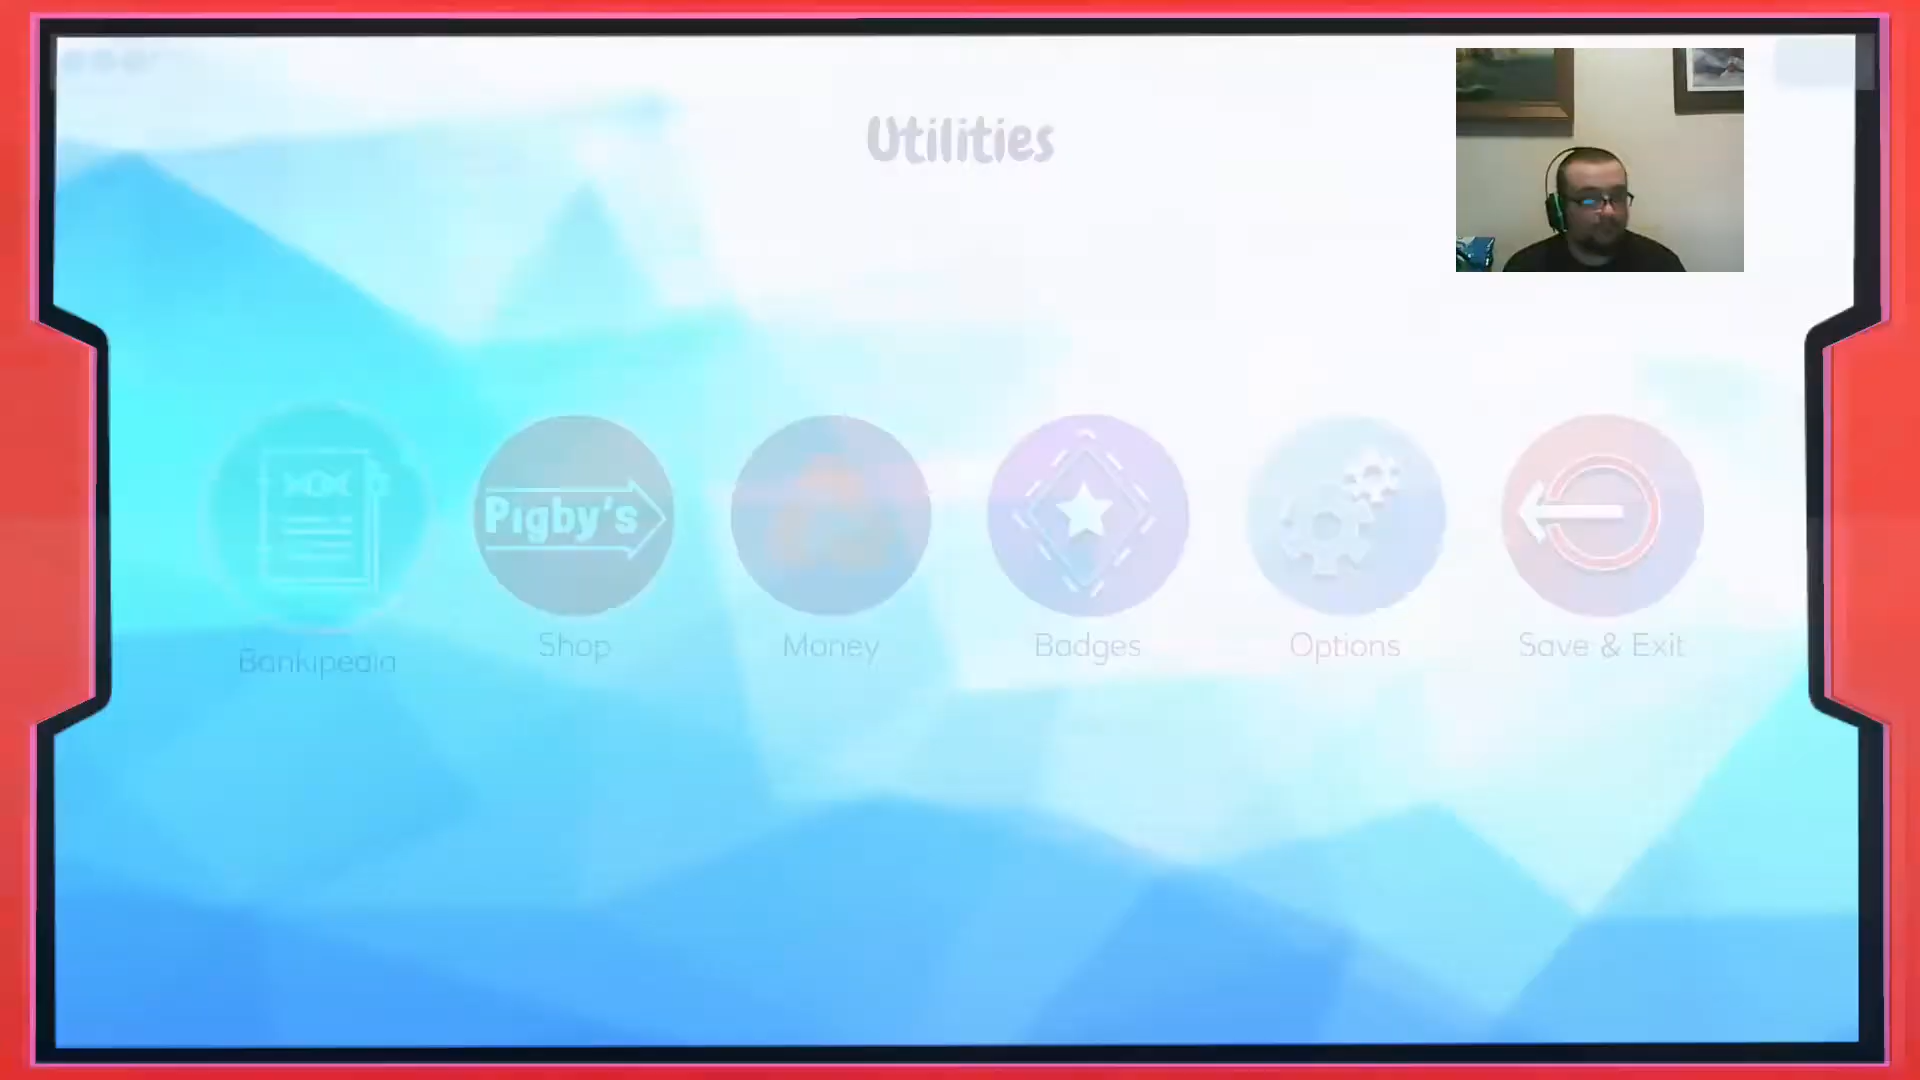 Utilities
Pigby's
Bankipedia
Shop
Money
Badges
Options
Save & Exit